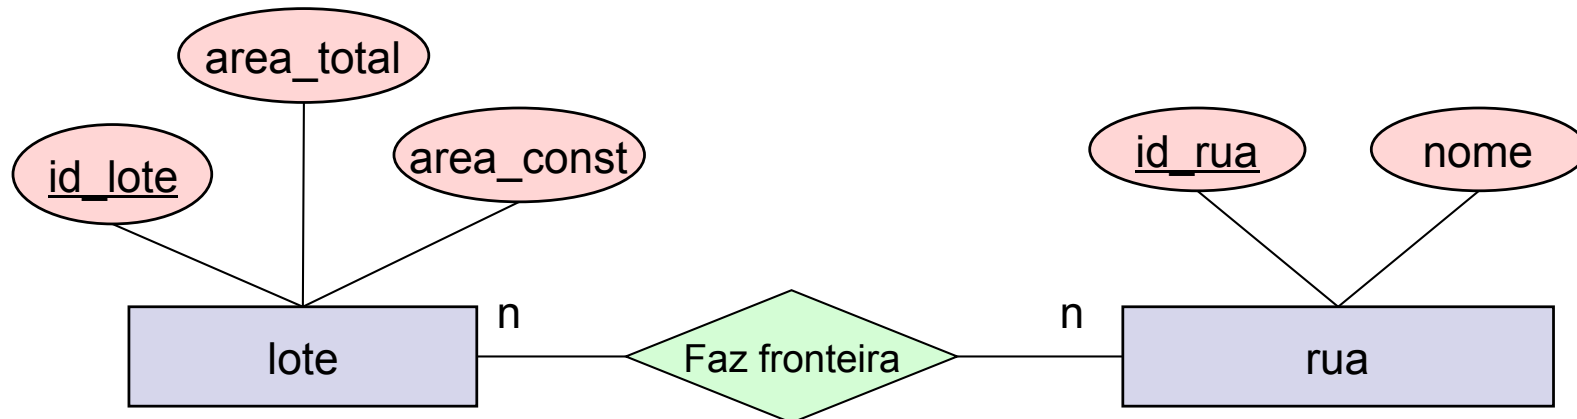 area_total
area_const
id_lote
id_rua
nome
n
n
lote
Faz fronteira
rua